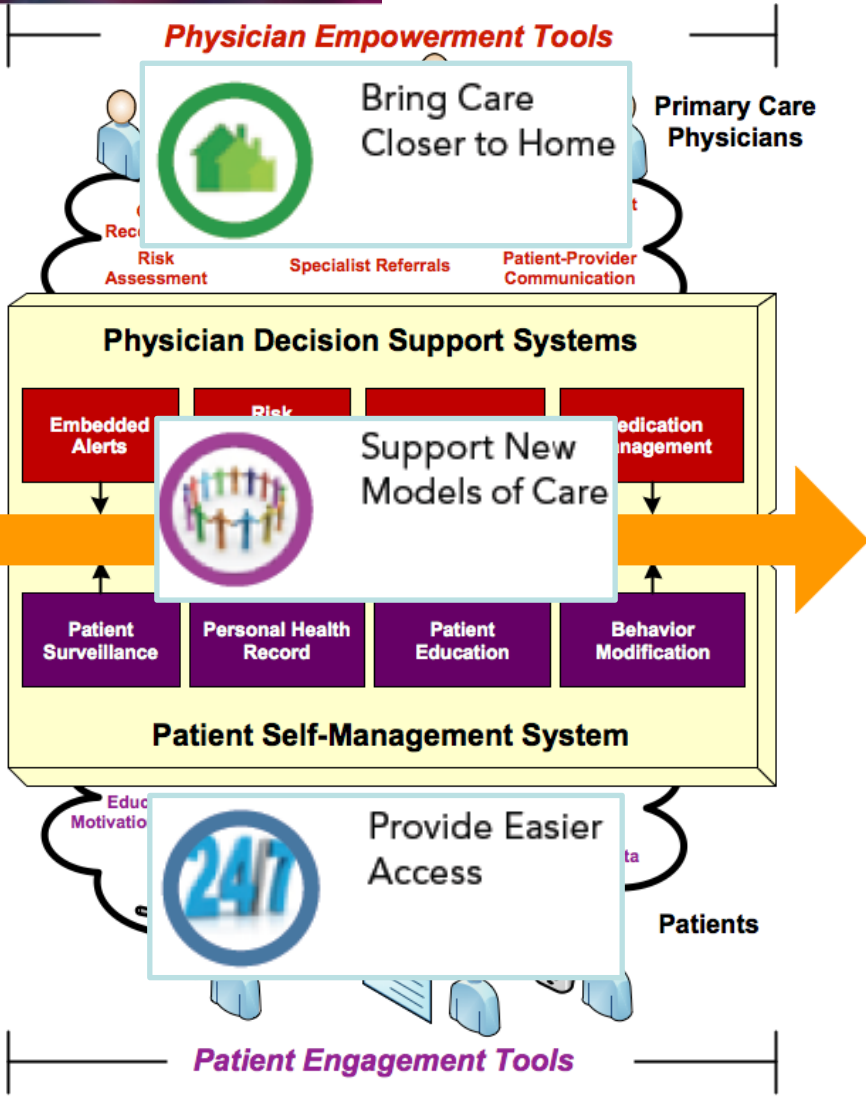 Physician Empowerment Tools
Bring Care
Closer to Home
Primary Care
Physicians
Risk
Assessment
Specialist Referrals
Patient-Provider
Communication
Physician Decision Support Systems
Embedded
Alerts
Risk
Support New
Models of Care
Patient
Surveillance
Personal Health
Record
Patient
Education
Behavior
Modification
Patient Self-Management System
Provide Easier
Access
24/7
Patients
Patient Engagement Tools